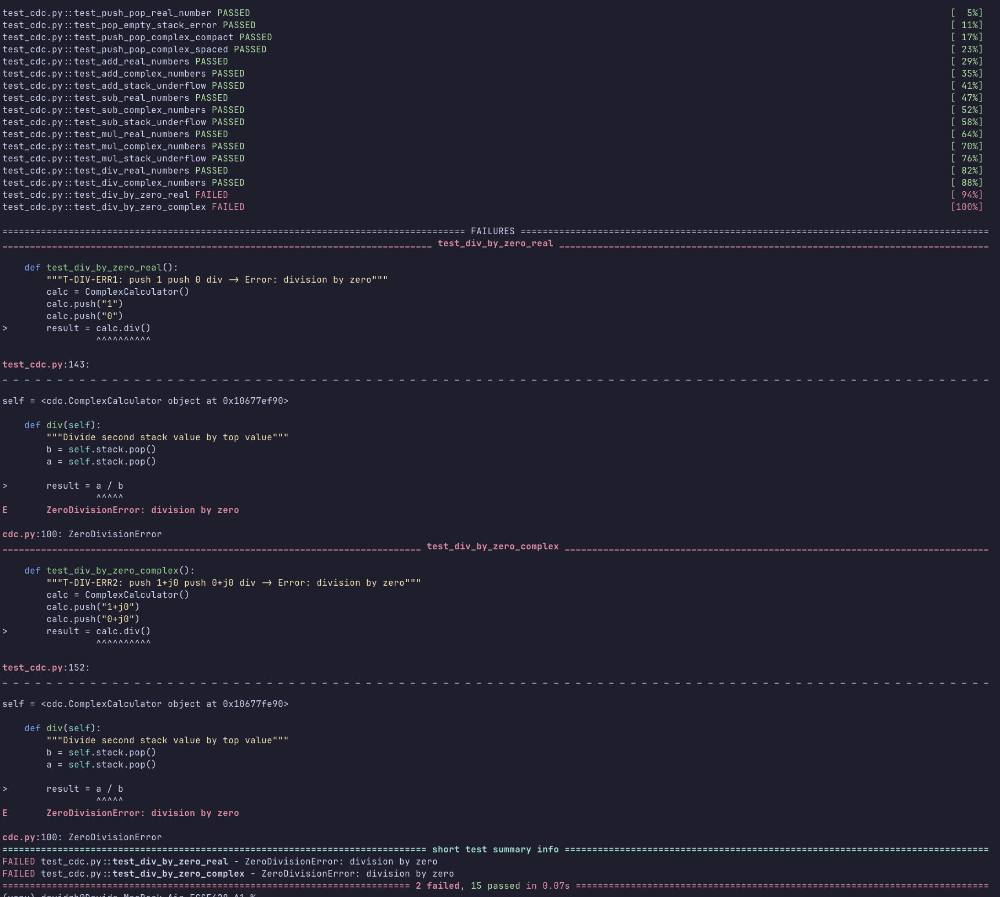 test_cdc.py::test_push_pop_real_number PASSED [  5%]
test_cdc.py::test_pop_empty_stack_error PASSED [ 11%]
test_cdc.py::test_push_pop_complex_compact PASSED [ 17%]
test_cdc.py::test_push_pop_complex_spaced PASSED [ 23%]
test_cdc.py::test_add_real_numbers PASSED [ 29%]
test_cdc.py::test_add_complex_numbers PASSED [ 35%]
test_cdc.py::test_add_stack_underflow PASSED [ 41%]
test_cdc.py::test_sub_real_numbers PASSED [ 47%]
test_cdc.py::test_sub_complex_numbers PASSED [ 52%]
test_cdc.py::test_sub_stack_underflow PASSED [ 58%]
test_cdc.py::test_mul_real_numbers PASSED [ 64%]
test_cdc.py::test_mul_complex_numbers PASSED [ 70%]
test_cdc.py::test_mul_stack_underflow PASSED [ 76%]
test_cdc.py::test_div_real_numbers PASSED [ 82%]
test_cdc.py::test_div_complex_numbers PASSED [ 88%]
test_cdc.py::test_div_by_zero_real FAILED [ 94%]
test_cdc.py::test_div_by_zero_complex FAILED [100%]
==================== FAILURES ====================
____________________ test_div_by_zero_real ____________________
    def test_div_by_zero_real():
        """T-DIV-ERR1: push 1 push 0 div → Error: division by zero"""
        calc = ComplexCalculator()
        calc.push("1")
        calc.push("0")
>       result = calc.div()
                 ^^^^^^^^^^
test_cdc.py:143:
_ _ _ _ _ _ _ _ _ _ _ _ _ _ _ _ _ _ _ _
self = <cdc.ComplexCalculator object at 0x10677ef90>
    def div(self):
        """Divide second stack value by top value"""
        b = self.stack.pop()
        a = self.stack.pop()
>       result = a / b
                 ^^^^^
E       ZeroDivisionError: division by zero
cdc.py:100: ZeroDivisionError
____________________ test_div_by_zero_complex ____________________
    def test_div_by_zero_complex():
        """T-DIV-ERR2: push 1+j0 push 0+j0 div → Error: division by zero"""
        calc = ComplexCalculator()
        calc.push("1+j0")
        calc.push("0+j0")
>       result = calc.div()
                 ^^^^^^^^^^
test_cdc.py:152:
_ _ _ _ _ _ _ _ _ _ _ _ _ _ _ _ _ _ _ _
self = <cdc.ComplexCalculator object at 0x10677fe90>
    def div(self):
        """Divide second stack value by top value"""
        b = self.stack.pop()
        a = self.stack.pop()
>       result = a / b
                 ^^^^^
E       ZeroDivisionError: division by zero
cdc.py:100: ZeroDivisionError
==================== short test summary info ====================
FAILED test_cdc.py::test_div_by_zero_real - ZeroDivisionError: division by zero
FAILED test_cdc.py::test_div_by_zero_complex - ZeroDivisionError: division by zero
==================== 2 failed, 15 passed in 0.07s ====================